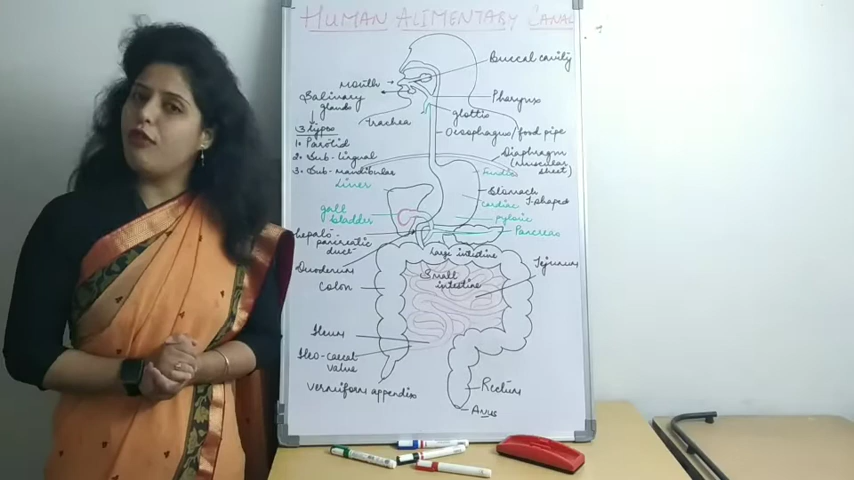 HUMAN ALIMENTARY CANAL
Buccal cavity
Mouth
Salivary
glands
Pharynx
3 types
glottis
trachea
Oesophagus/food pipe
1. Parotid
2. Sub-lingual
3. Sub-mandibular
Diaphragm
(Muscular
sheet)
Fundic
Liver
Stomach
J-shaped
cardiac
gall
bladder
pyloric
Pancreas
hepato-
pancreatic
duct
Large intestine
Duodenum
Small
intestine
Jejunum
Colon
Ileum
Ileo-caecal
valve
Vermiform appendix
Rectum
Anus